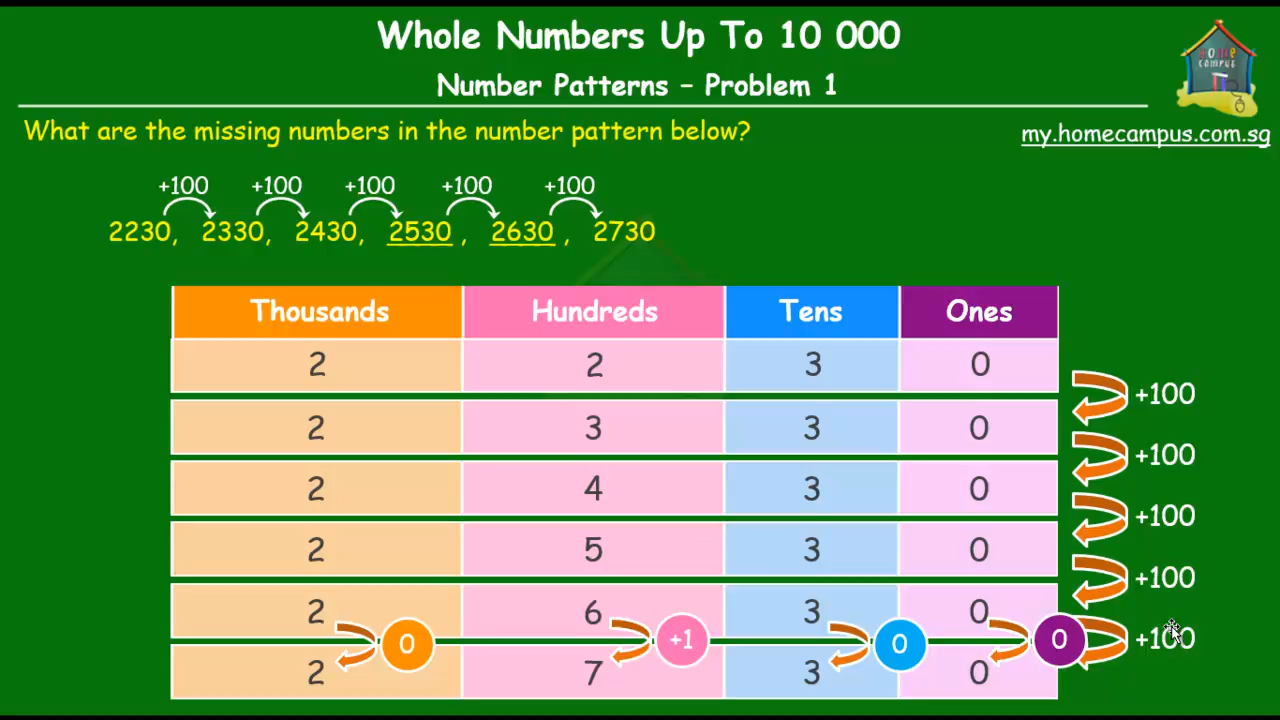 Whole Numbers Up To 10 000
Number Patterns – Problem 1
Home campus
What are the missing numbers in the number pattern below?
my.homecampus.com.sg
+100 +100 +100 +100 +100
2230, 2330, 2430, 2530 , 2630 , 2730
Thousands Hundreds Tens Ones
2 2 3 0
+100
2 3 3 0
+100
2 4 3 0
+100
2 5 3 0
+100
2 6 3 0
0 +1 0 0 +100
2 7 3 0